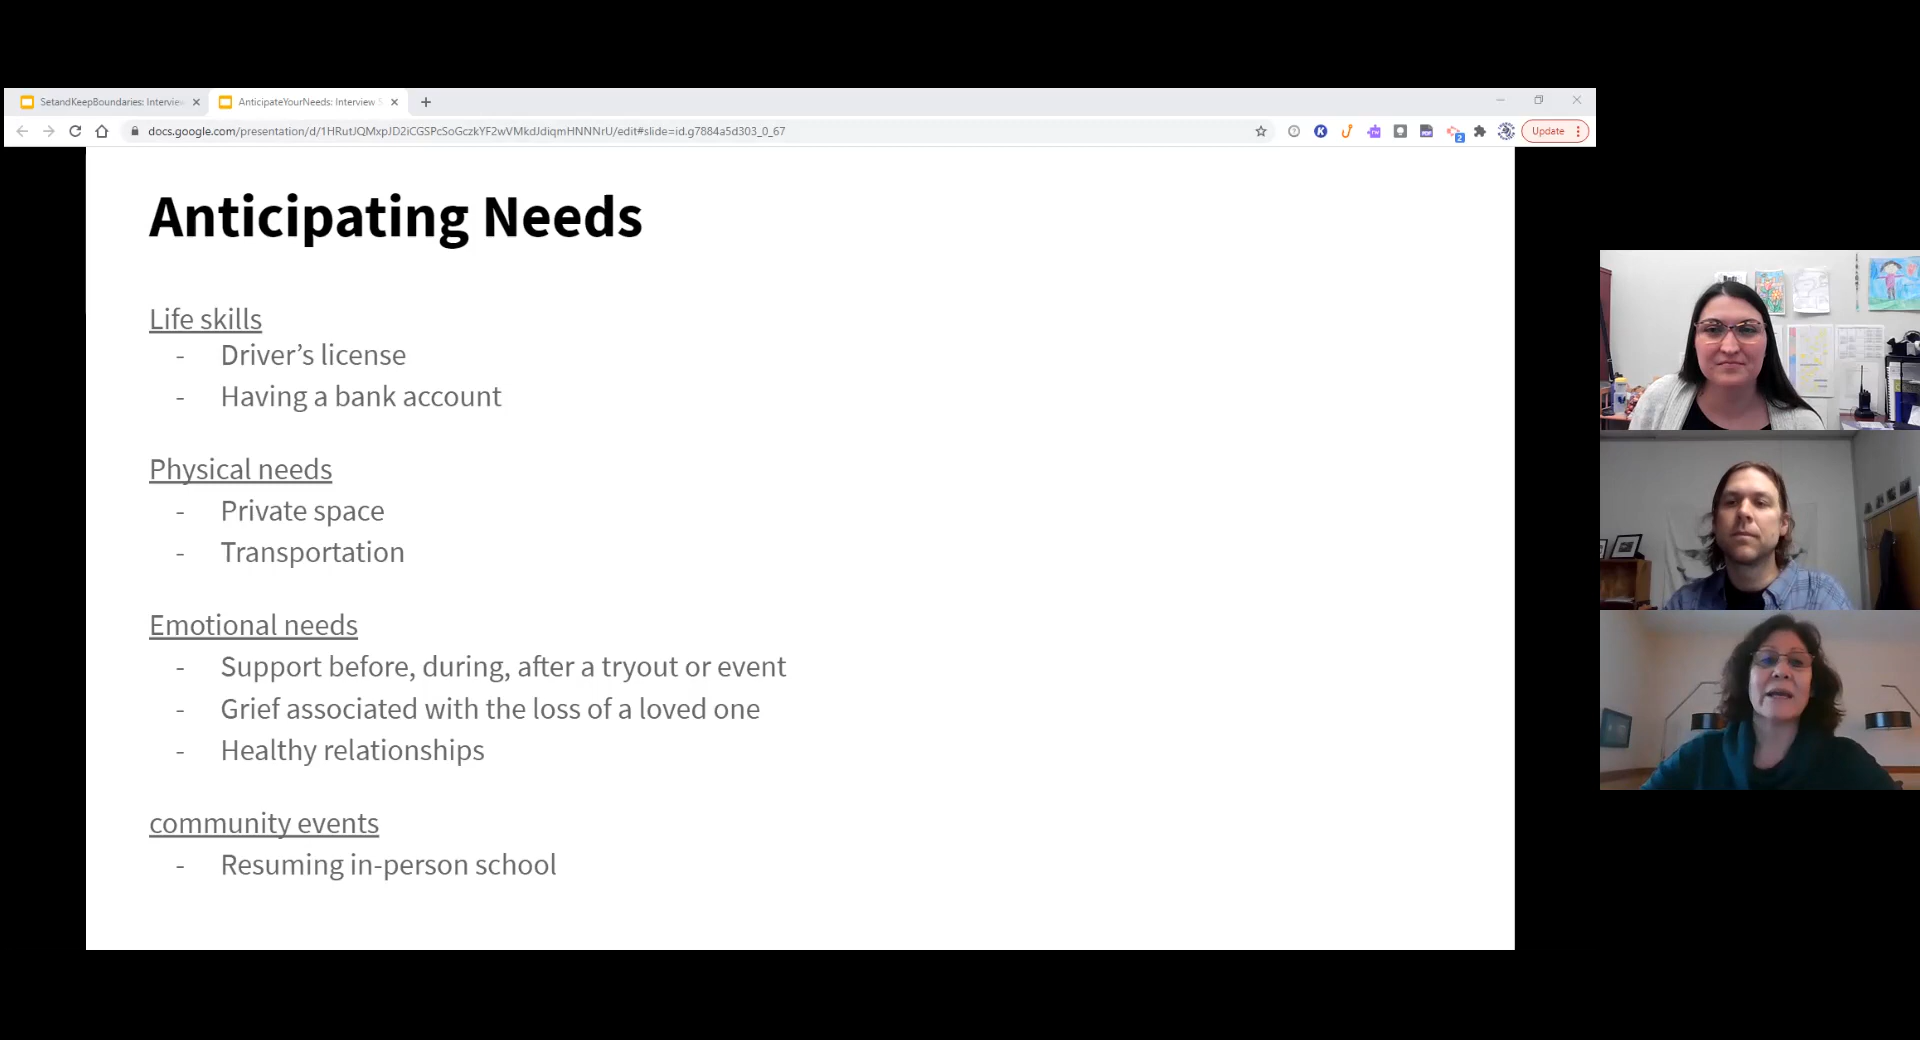 SetandKeepBoundaries: Interview
AnticipateYourNeeds: Interview S
docs.google.com/presentation/d/1HRutJQMxpJD2iCGSPcSoGczkYF2wVMkdJdiqmHNNNrU/edit#slide=id.g7884a5d303_0_67
Update
Anticipating Needs
Life skills
- Driver’s license
- Having a bank account
Physical needs
- Private space
- Transportation
Emotional needs
- Support before, during, after a tryout or event
- Grief associated with the loss of a loved one
- Healthy relationships
community events
- Resuming in-person school